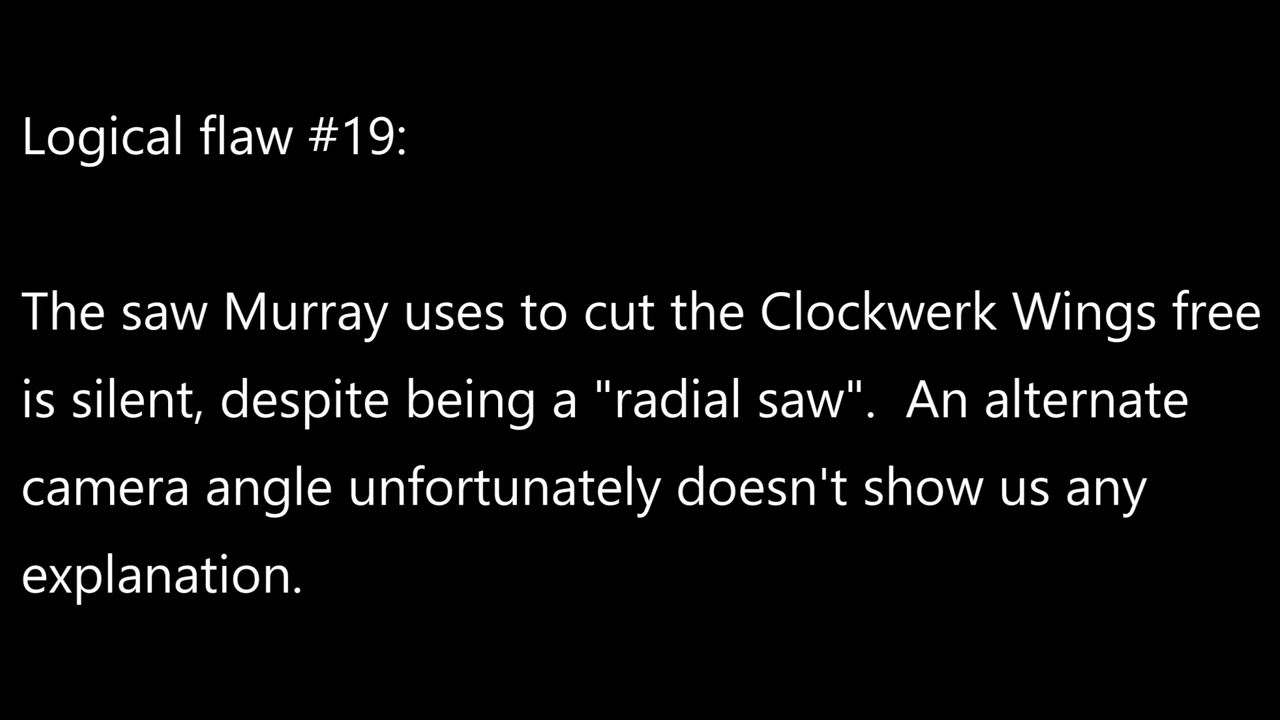 Logical flaw #19:
The saw Murray uses to cut the Clockwerk Wings free
is silent, despite being a "radial saw".  An alternate
camera angle unfortunately doesn't show us any
explanation.